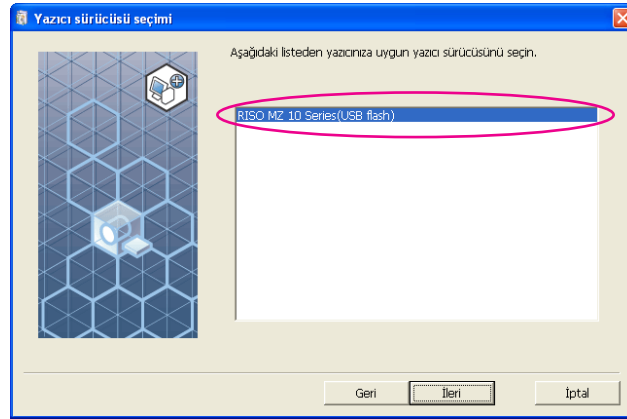 Yazıcı sürücüsü seçimi
Aşağıdaki listeden yazıcınıza uygun yazıcı sürücüsünü seçin.
RISO MZ 10 Series(USB flash)
Geri
İleri
İptal